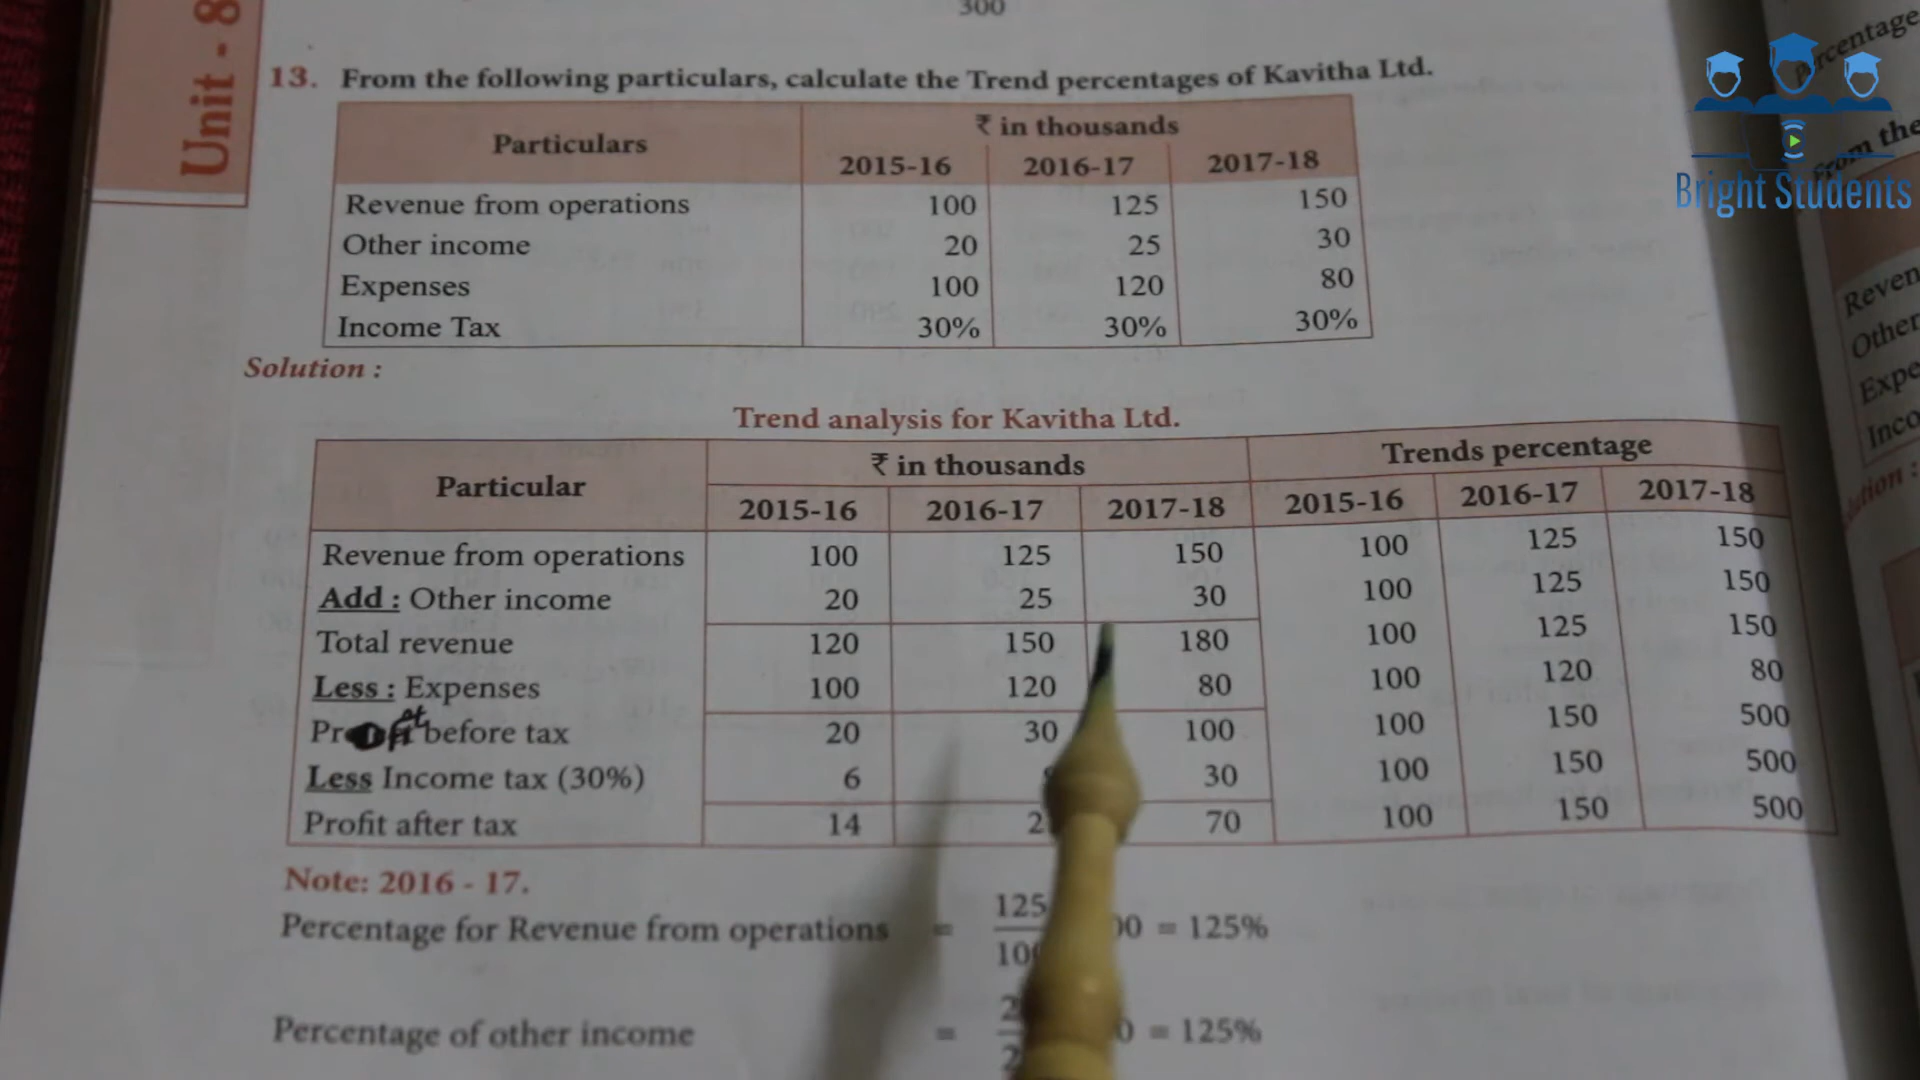 300
Unit - 8
13. From the following particulars, calculate the Trend percentages of Kavitha Ltd.
Particulars ₹ in thousands
2015-16 2016-17 2017-18
Revenue from operations 100 125 150
Other income 20 25 30
Expenses 100 120 80
Income Tax 30% 30% 30%
Solution :
Trend analysis for Kavitha Ltd.
Particular ₹ in thousands Trends percentage
2015-16 2016-17 2017-18 2015-16 2016-17 2017-18
Revenue from operations 100 125 150 100 125 150
Add : Other income 20 25 30 100 125 150
Total revenue 120 150 180 100 125 150
Less : Expenses 100 120 80 100 120 80
before tax 20 30 100 100 150 500
Less Income tax (30%) 6 30 100 150 500
Profit after tax 14 70 100 150 500
Note: 2016 - 17.
Percentage for Revenue from operations = 125 = 125%
Percentage of other income = = 125%
Bright Students
From the